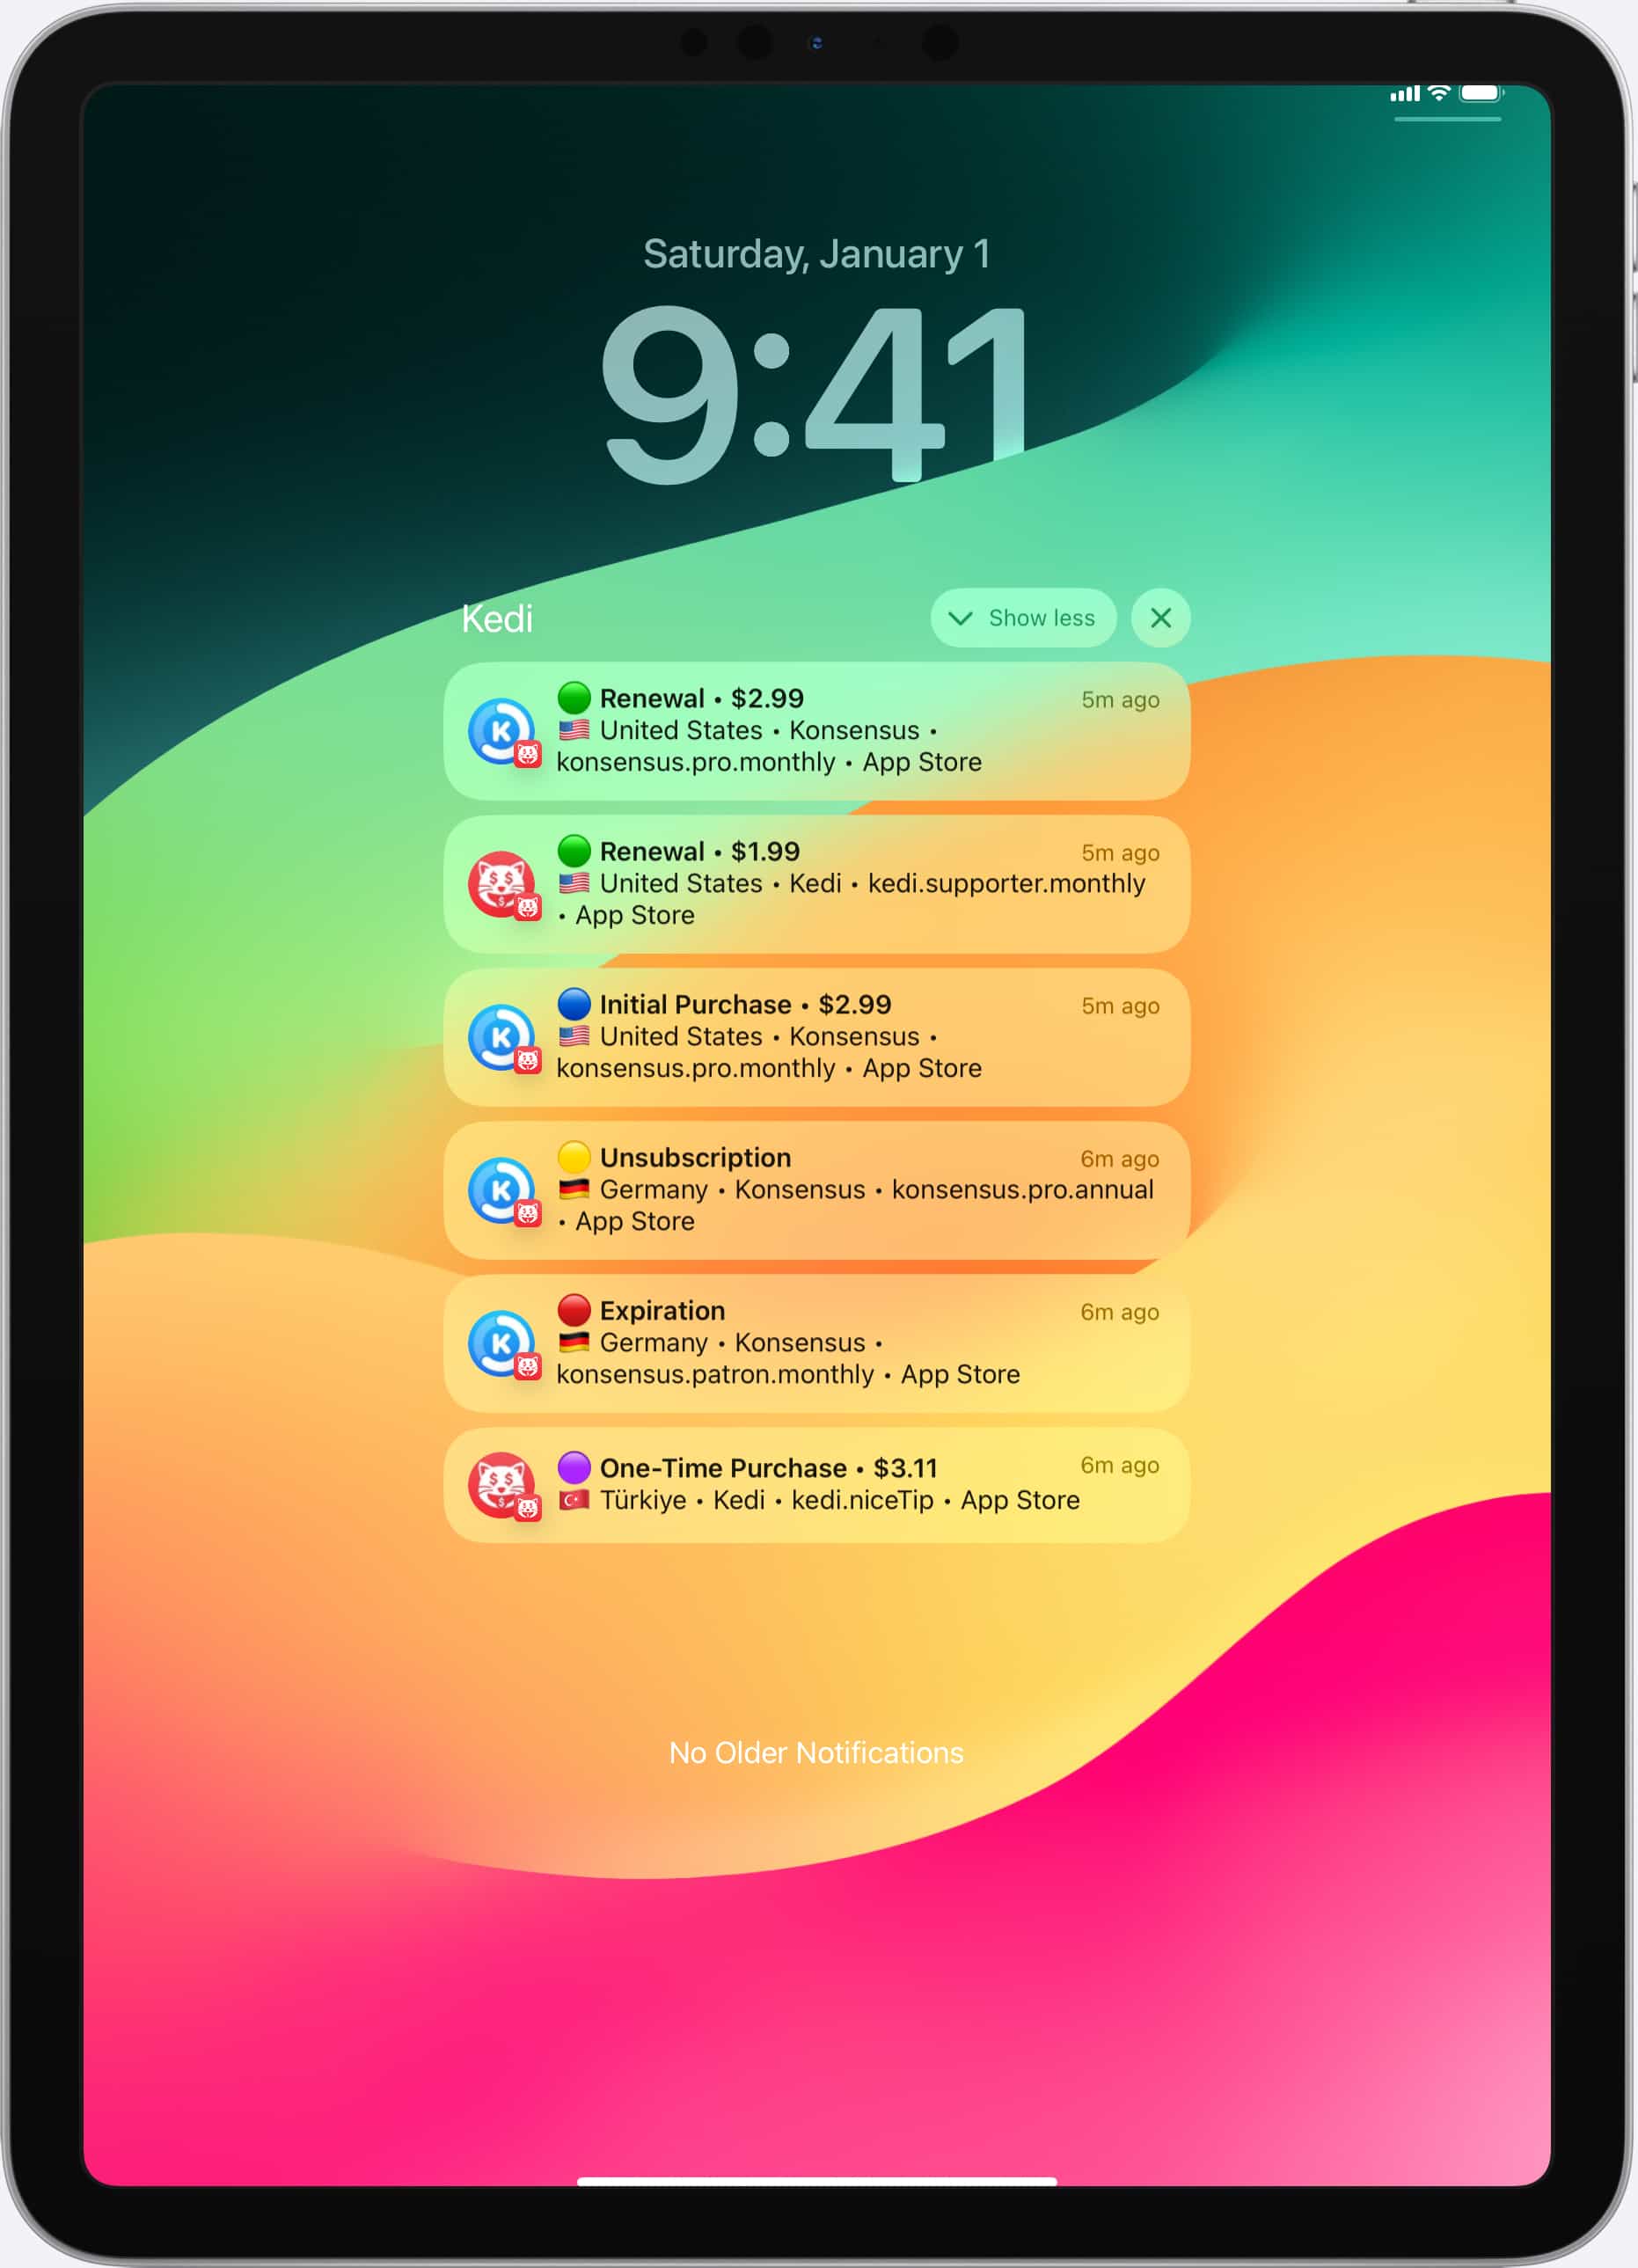 Saturday, January 1
9:41
Kedi
Show less
🟢 Renewal • $2.99
5m ago
🇺🇸 United States • Konsensus •
konsensus.pro.monthly • App Store
🟢 Renewal • $1.99
5m ago
🇺🇸 United States • Kedi • kedi.supporter.monthly
• App Store
🔵 Initial Purchase • $2.99
5m ago
🇺🇸 United States • Konsensus •
konsensus.pro.monthly • App Store
🟡 Unsubscription
6m ago
🇩🇪 Germany • Konsensus • konsensus.pro.annual
• App Store
🔴 Expiration
6m ago
🇩🇪 Germany • Konsensus •
konsensus.patron.monthly • App Store
🟣 One-Time Purchase • $3.11
6m ago
🇹🇷 Türkiye • Kedi • kedi.niceTip • App Store
No Older Notifications